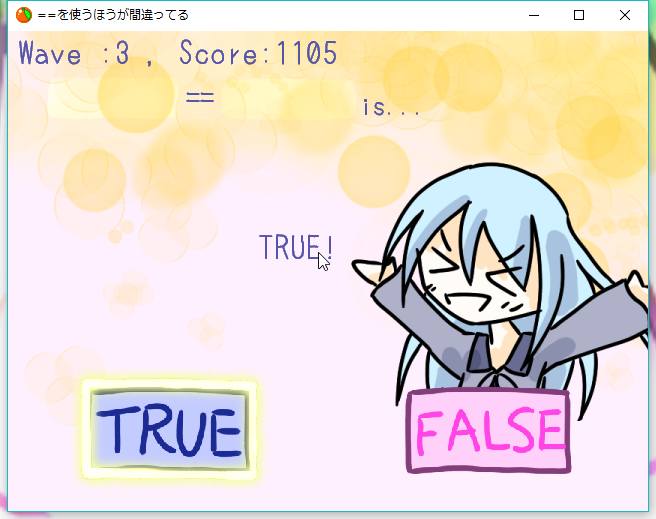 ==を使うほうが間違ってる
Wave :3 , Score:1105
== is...
TRUE!
TRUE
FALSE